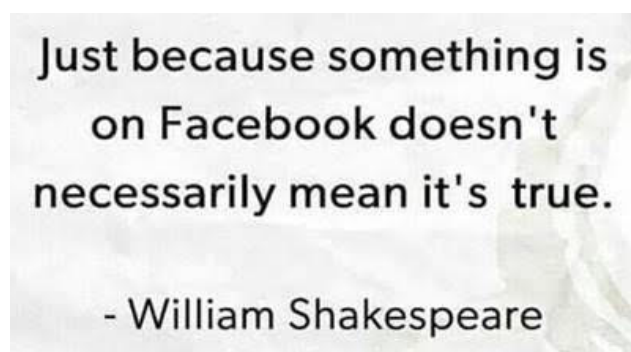 Just because something is
on Facebook doesn't
necessarily mean it's  true.
- William Shakespeare